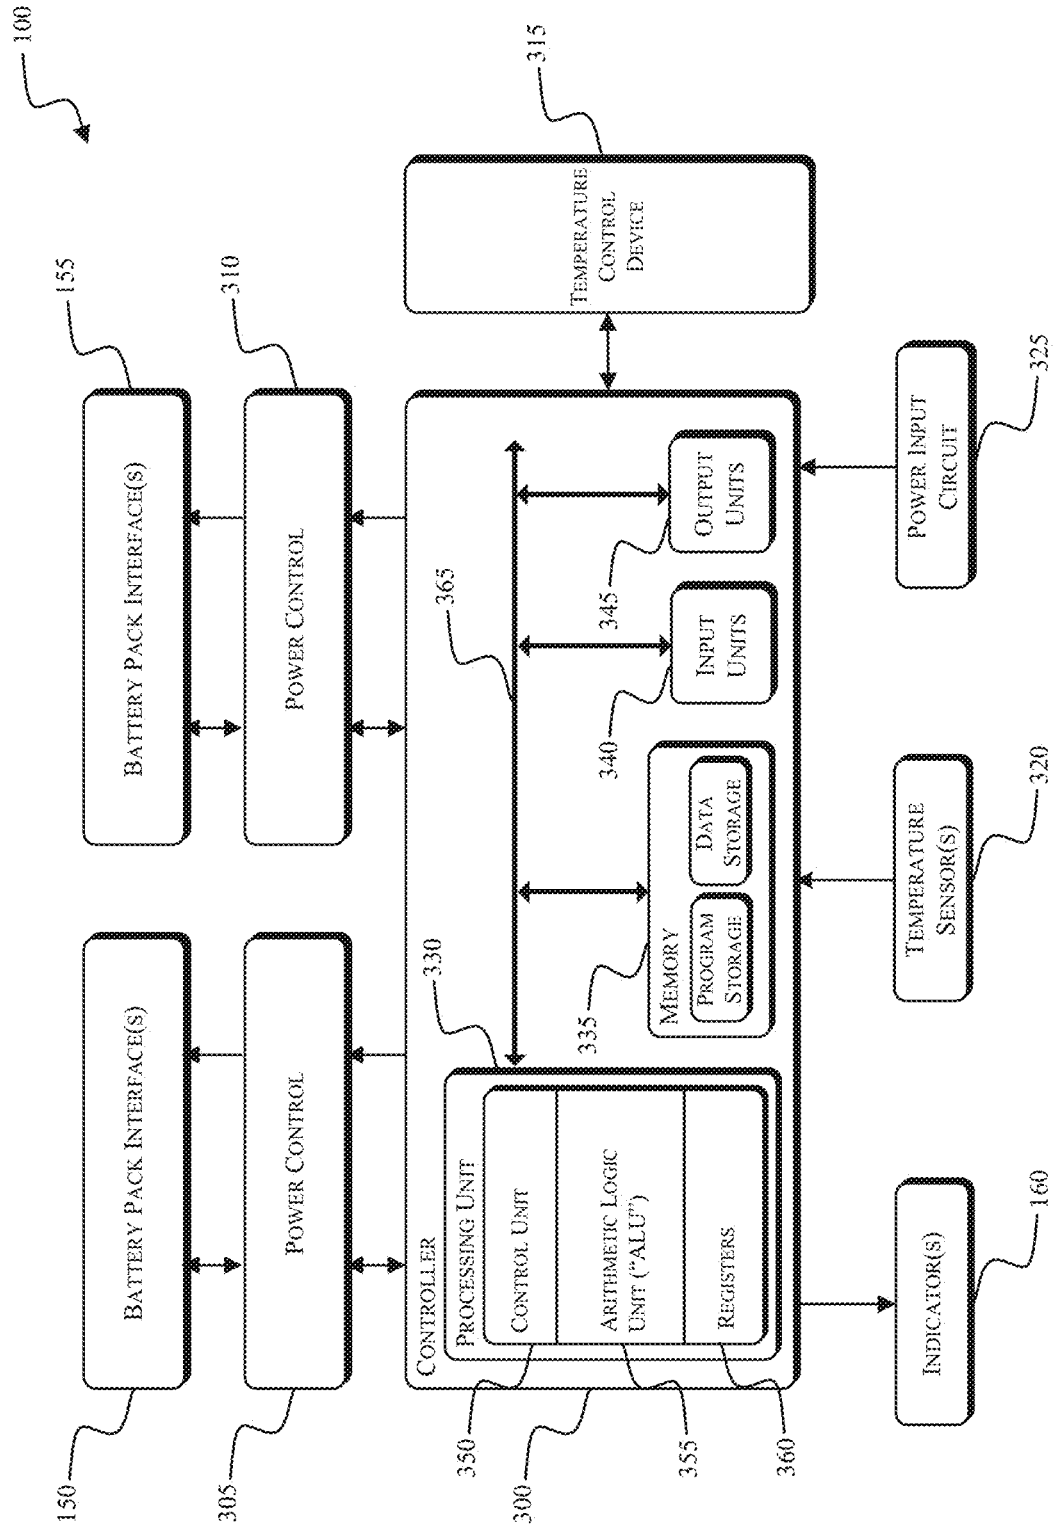 100
150
BATTERY PACK INTERFACE(S)
BATTERY PACK INTERFACE(S)
155
305
POWER CONTROL
POWER CONTROL
310
300
CONTROLLER
330
PROCESSING UNIT
350
CONTROL UNIT
355
ARITHMETIC LOGIC
UNIT ("ALU")
360
REGISTERS
365
335
MEMORY
PROGRAM
STORAGE
DATA
STORAGE
340
INPUT
UNITS
345
OUTPUT
UNITS
TEMPERATURE
CONTROL
DEVICE
315
INDICATOR(S)
160
TEMPERATURE
SENSOR(S)
320
POWER INPUT
CIRCUIT
325